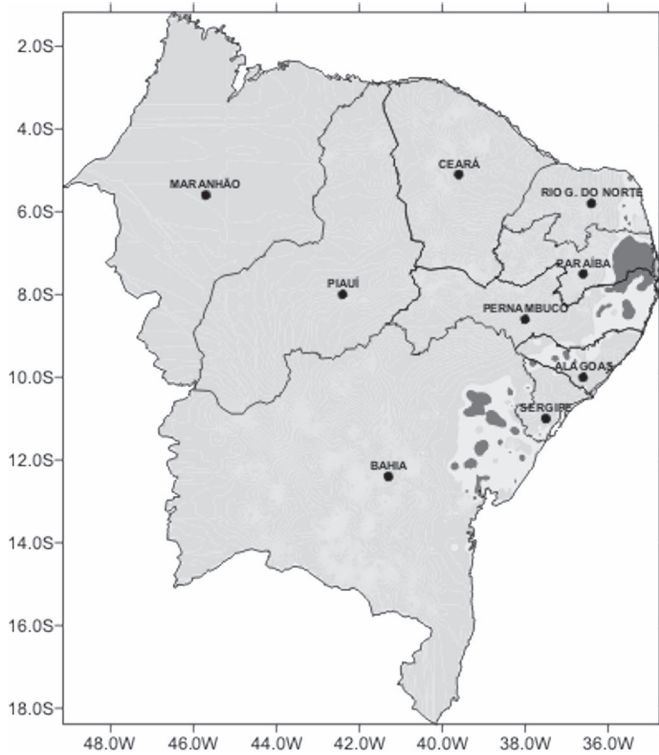 2.0S
4.0S
CEARÁ
MARANHÃO
RIO G. DO NORTE
6.0S
PARAÍBA
PIAUÍ
8.0S
PERNAMBUCO
ALAGOAS
10.0S
SERGIPE
12.0S
BAHIA
14.0S
16.0S
18.0S
48.0W 46.0W 44.0W 42.0W 40.0W 38.0W 36.0W